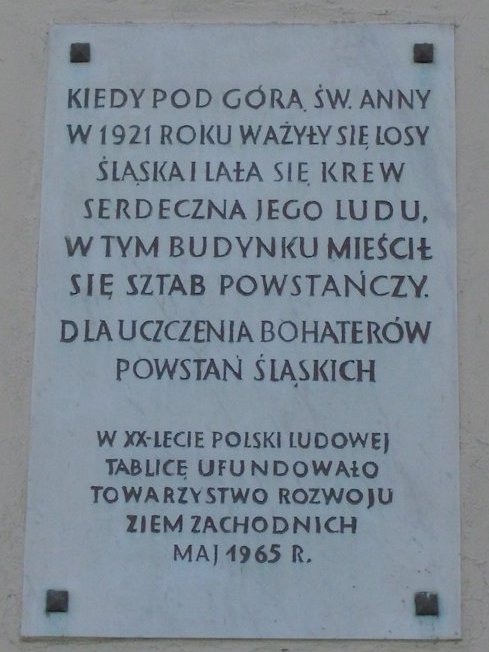 KIEDY POD GÓRĄ ŚW. ANNY
W 1921 ROKU WAŻYŁY SIĘ LOSY
ŚLĄSKA I LAŁA SIĘ KREW
SERDECZNA JEGO LUDU,
W TYM BUDYNKU MIEŚCIŁ
SIĘ SZTAB POWSTAŃCZY.
DLA UCZCZENIA BOHATERÓW
POWSTAŃ ŚLĄSKICH
W XX-LECIE POLSKI LUDOWEJ
TABLICĘ UFUNDOWAŁO
TOWARZYSTWO ROZWOJU
ZIEM ZACHODNICH
MAJ 1965 R.